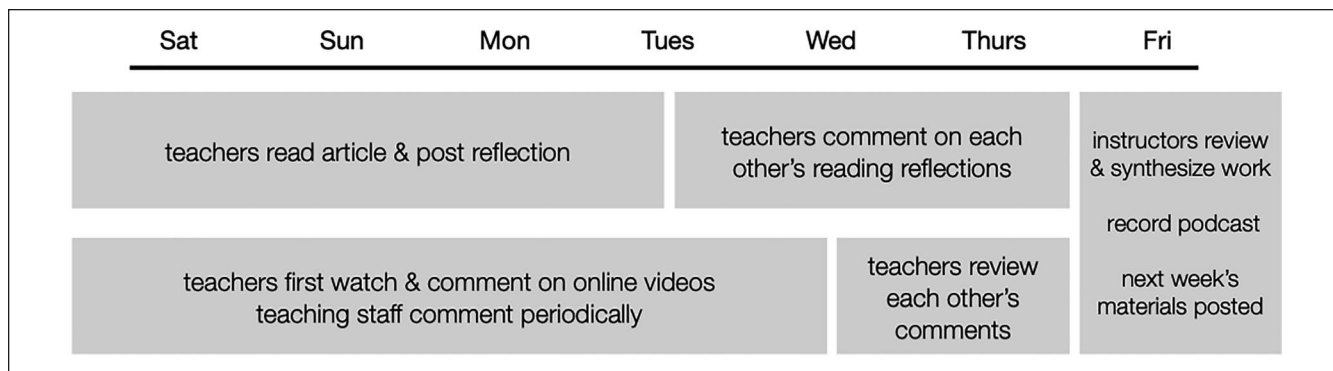 Sat Sun Mon Tues Wed Thurs Fri
teachers read article & post reflection
teachers comment on each
other’s reading reflections
teachers first watch & comment on online videos
teaching staff comment periodically
teachers review
each other’s
comments
instructors review
& synthesize work
record podcast
next week’s
materials posted